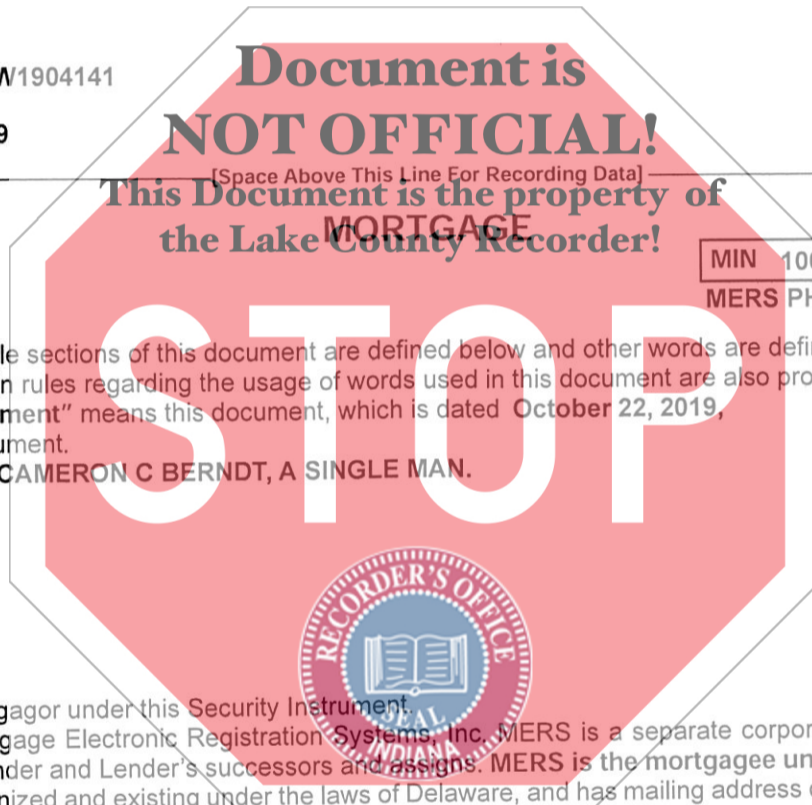 W1904141
Document is
9
NOT OFFICIAL!
[Space Above This Line For Recording Data]
This Document is the property of
MORTGAGE
the Lake County Recorder!
MIN 100
MERS PH
STOP
le sections of this document are defined below and other words are defi
n rules regarding the usage of words used in this document are also pro
ment” means this document, which is dated October 22, 2019,
ument.
CAMERON C BERNDT, A SINGLE MAN.
RECORDER'S OFFICE
SEAL
INDIANA
gagor under this Security Instrument.
gage Electronic Registration Systems, Inc. MERS is a separate corpor
nder and Lender's successors and assigns. MERS is the mortgagee un
nized and existing under the laws of Delaware, and has mailing address